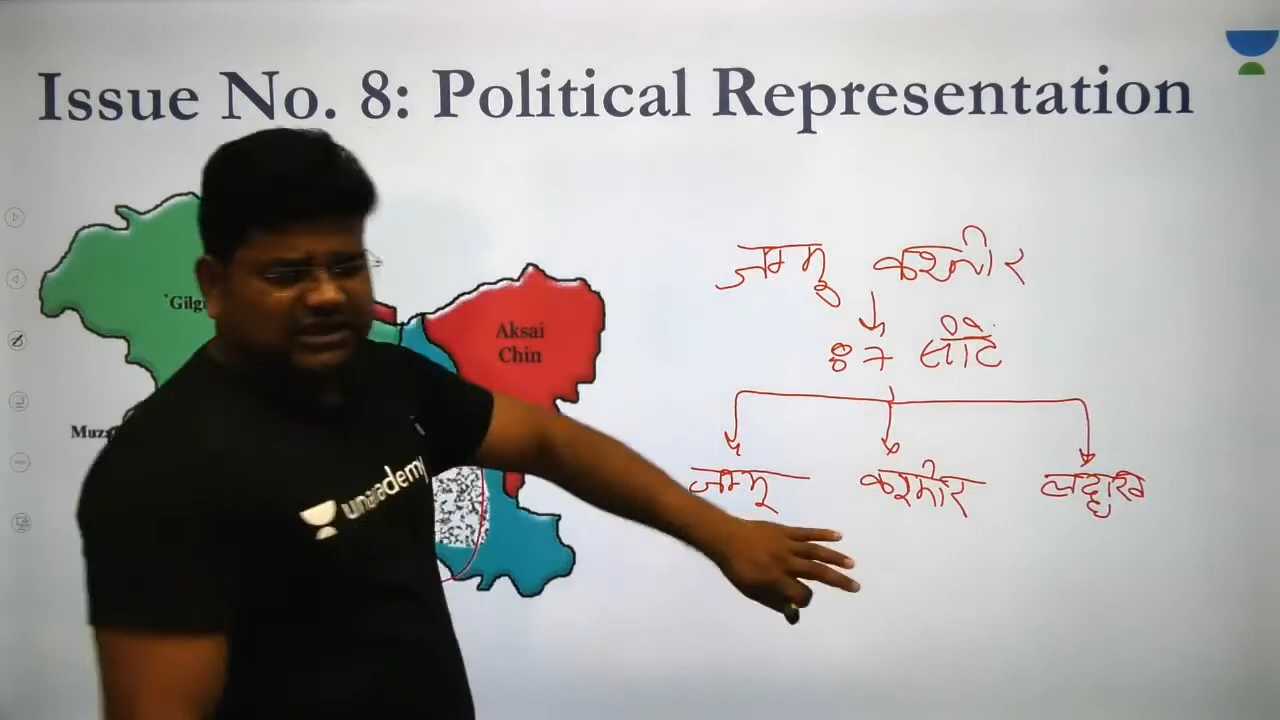 Issue No. 8: Political Representation
जम्मू कश्मीर
87 सीटें
जम्मू कश्मीर लद्दाख
Aksai
Chin
unacademy